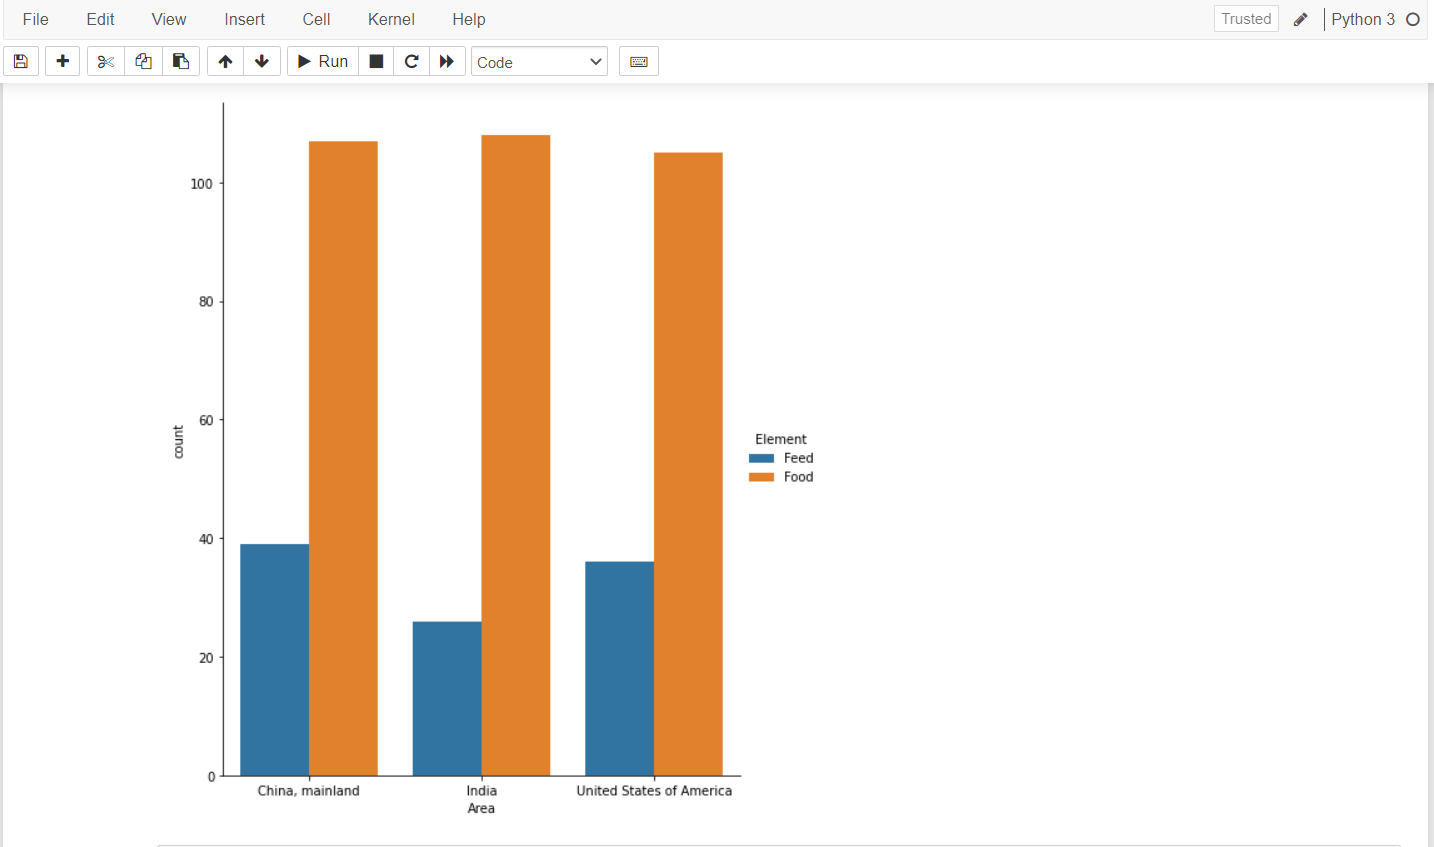 File Edit View Insert Cell Kernel Help Trusted Python 3
Run Code
100
80
60
40
20
0
count
Element
Feed
Food
China, mainland India United States of America
Area